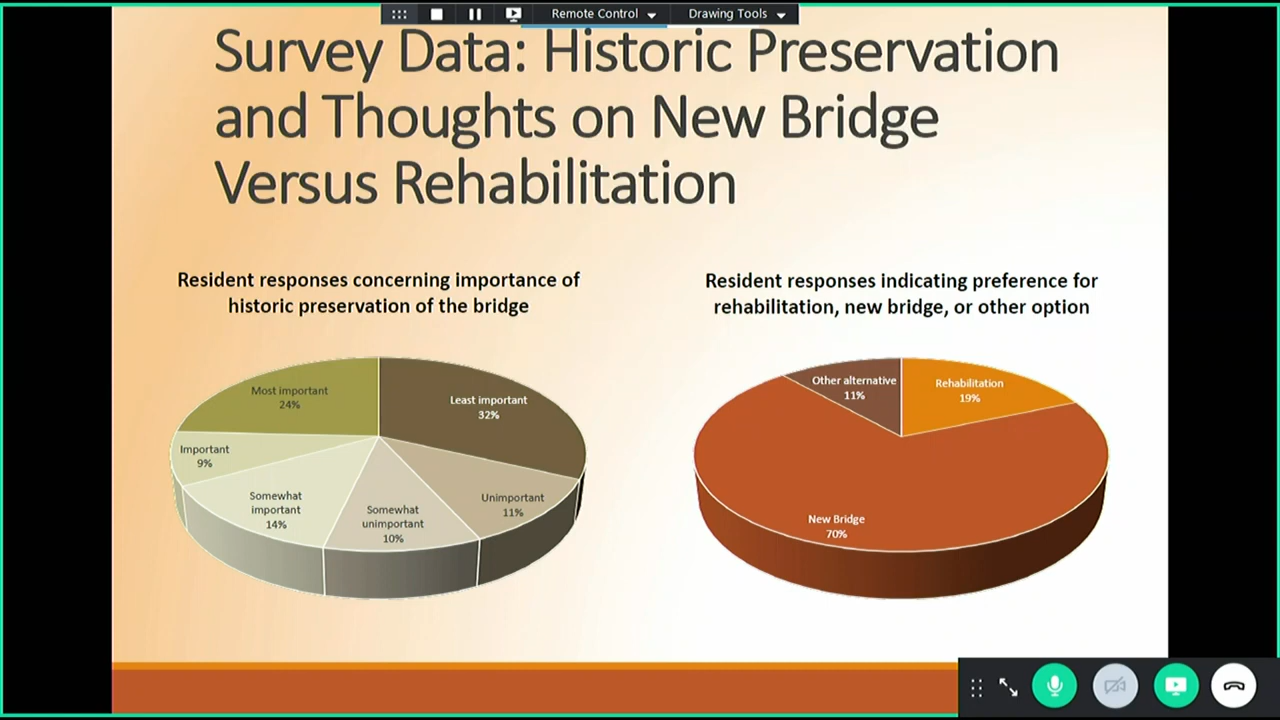 Remote Control
Drawing Tools
Survey Data: Historic Preservation
and Thoughts on New Bridge
Versus Rehabilitation
Resident responses concerning importance of
historic preservation of the bridge
Most important
24%
Least important
32%
Important
9%
Somewhat
important
14%
Somewhat
unimportant
10%
Unimportant
11%
Resident responses indicating preference for
rehabilitation, new bridge, or other option
Other alternative
11%
Rehabilitation
19%
New Bridge
70%